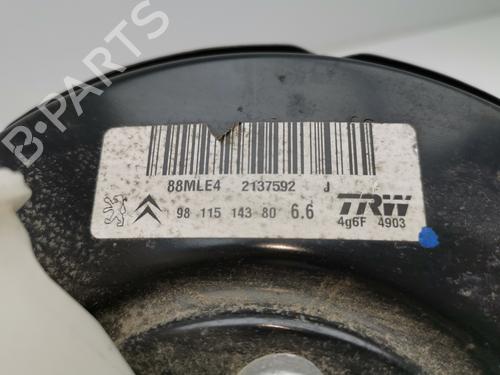 B-PARTS
88MLE4 2137592 J
98 115 143 80 6.6
TRW
4g6F 4903